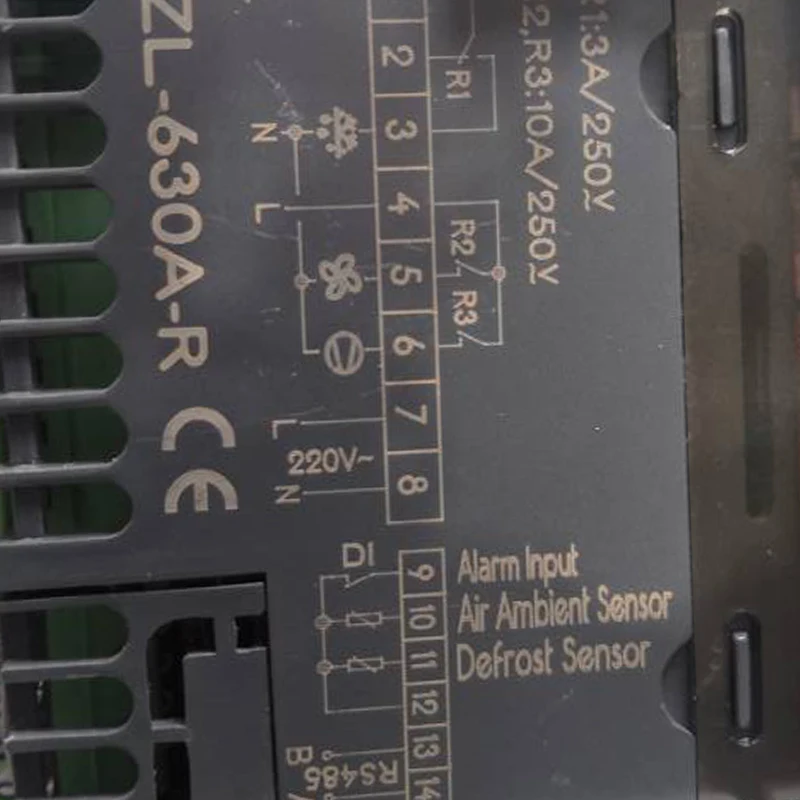 ZL-630A-R CE
R1:3A/250V
R2,R3:10A/250V
2
3
4
5
6
7
8
R1
R2
R3
N
L
L
220V~
N
DI
9 Alarm Input
10 Air Ambient Sensor
11 Defrost Sensor
12
13
14
B
RS485